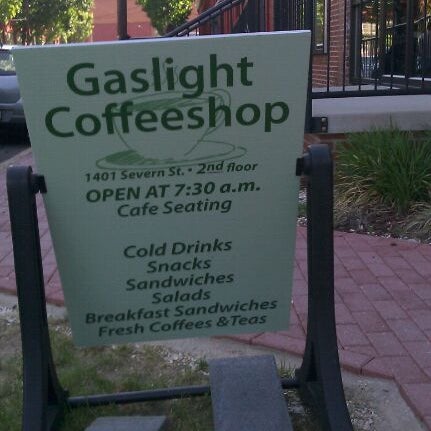 Gaslight
Coffeeshop
1401 Severn St. • 2nd floor
OPEN AT 7:30 a.m.
Cafe Seating
Cold Drinks
Snacks
Sandwiches
Salads
Breakfast Sandwiches
Fresh Coffees &Teas